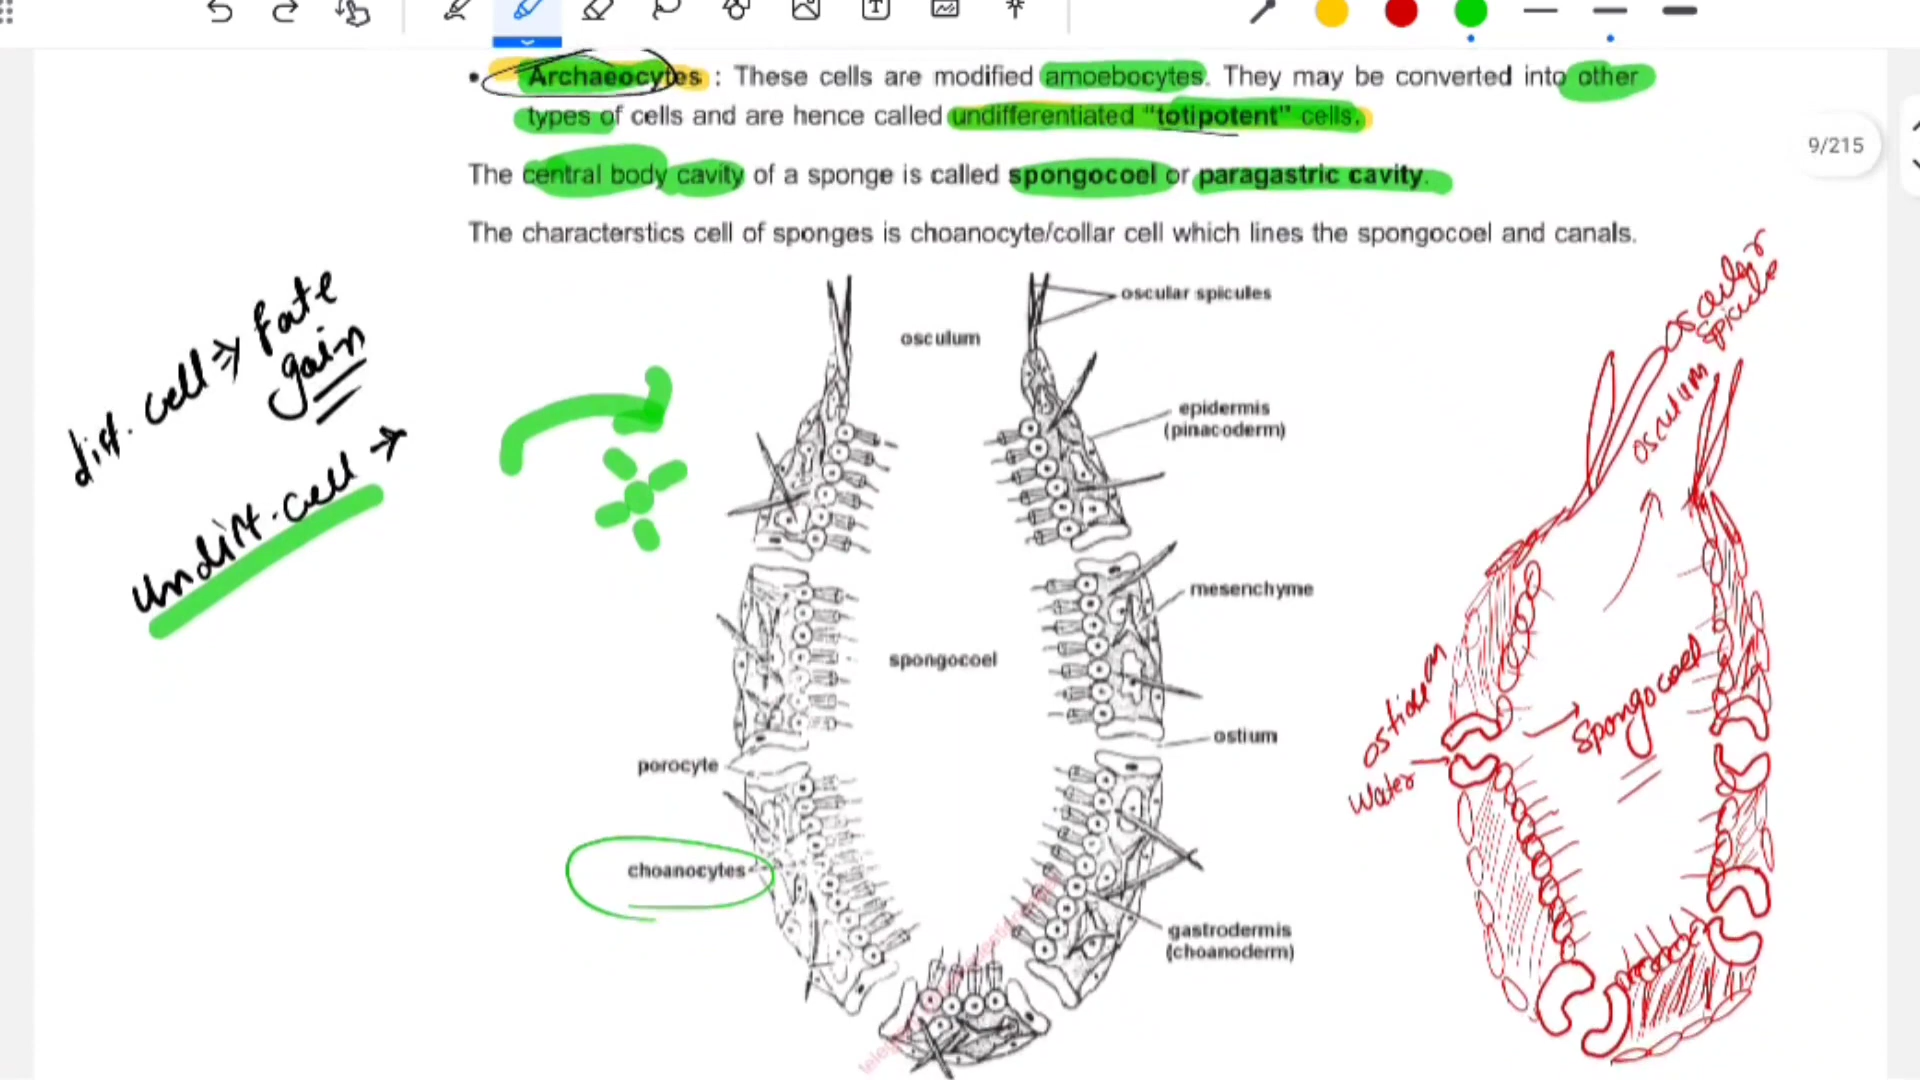 • Archaeocytes : These cells are modified amoebocytes. They may be converted into other
types of cells and are hence called undifferentiated "totipotent" cells.
9/215
The central body cavity of a sponge is called spongocoel or paragastric cavity.
The characterstics cell of sponges is choanocyte/collar cell which lines the spongocoel and canals.
diff. cell => fate
gain
undiff. cell →
oscular spicules
osculum
epidermis
(pinacoderm)
mesenchyme
spongocoel
ostium
porocyte
choanocytes
gastrodermis
(choanoderm)
oscular
spicule
osculum
spongocoel
water